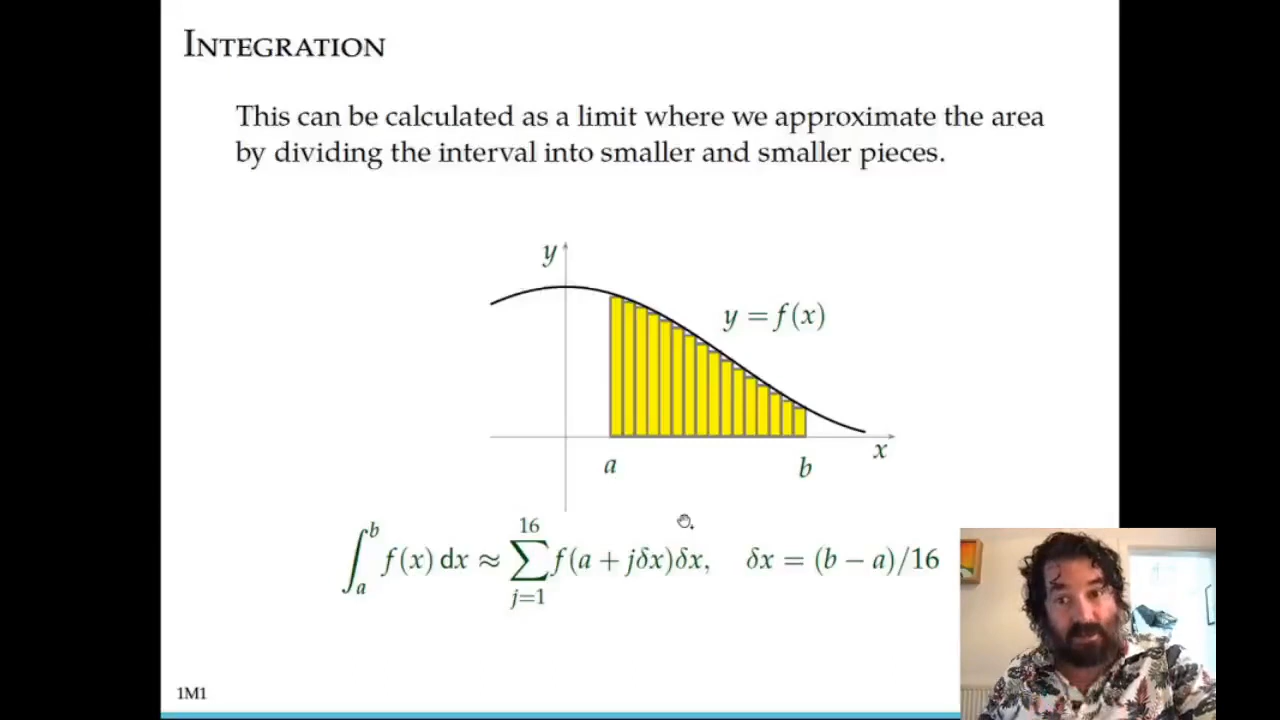 INTEGRATION
This can be calculated as a limit where we approximate the area
by dividing the interval into smaller and smaller pieces.
y
y = f(x)
x
a
b
∫_a^b f(x) dx ≈ ∑_{j=1}^{16} f(a + jδx)δx, δx = (b − a)/16
1M1